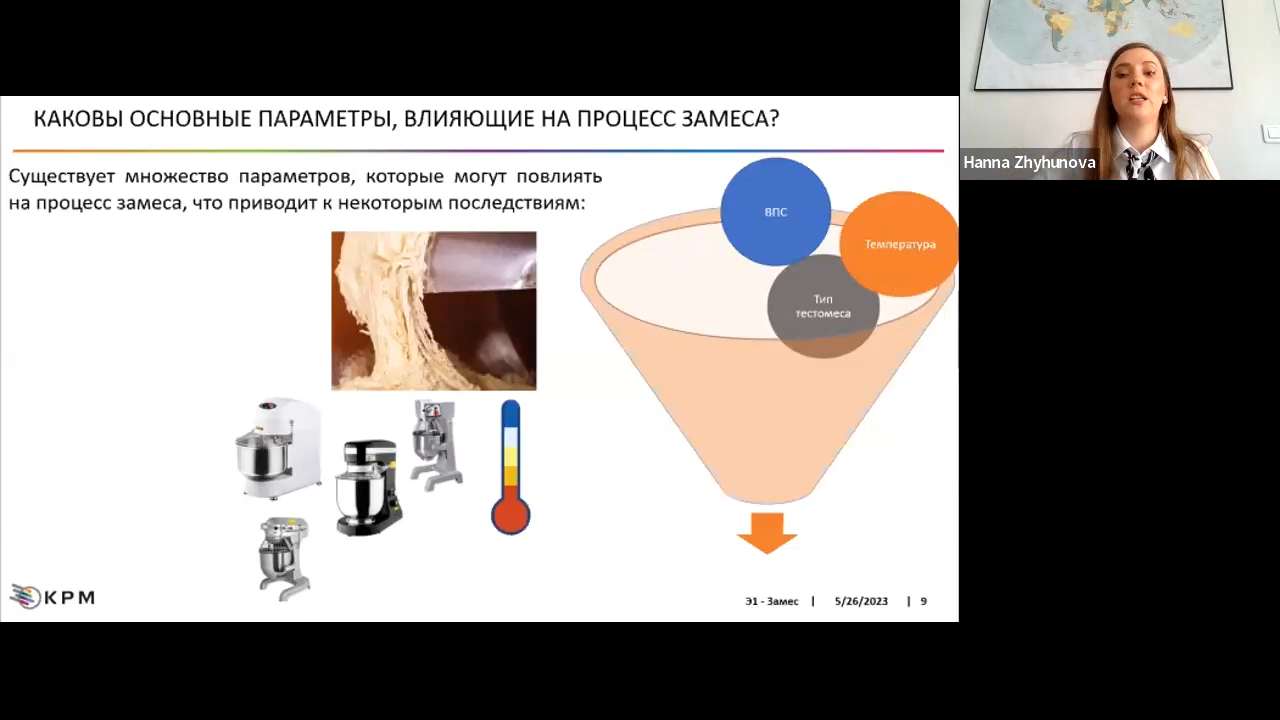 КАКОВЫ ОСНОВНЫЕ ПАРАМЕТРЫ, ВЛИЯЮЩИЕ НА ПРОЦЕСС ЗАМЕСА?
Существует множество параметров, которые могут повлиять
на процесс замеса, что приводит к некоторым последствиям:
ВПС
Температура
Тип
тестомеса
KPM
Э1 - Замес | 5/26/2023 | 9
Hanna Zhyhunova